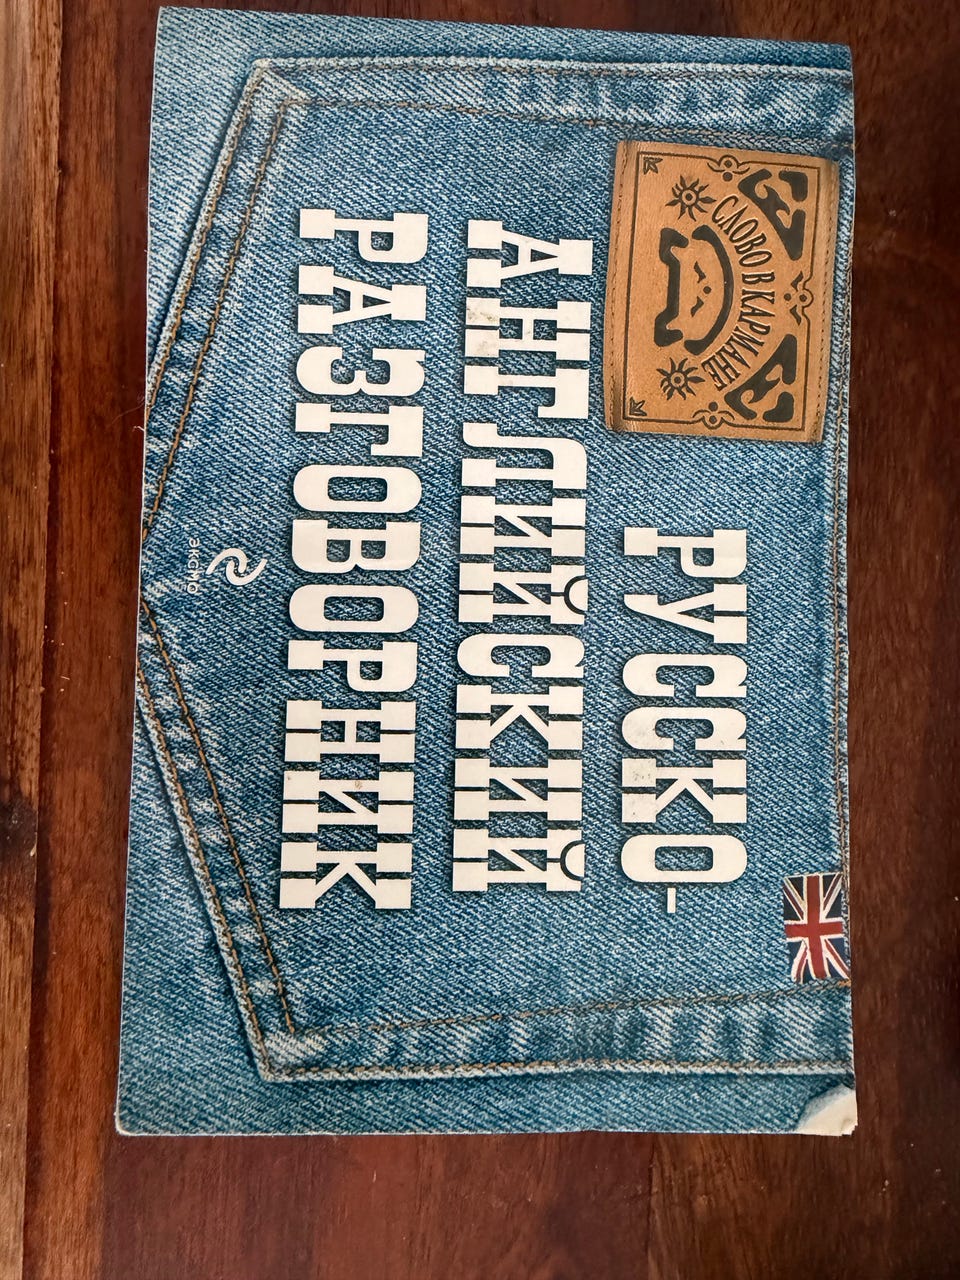 СЛОВО В КАРМАНЕ
РУССКО-
АНГЛИЙСКИЙ
РАЗГОВОРНИК
ЭКСМО